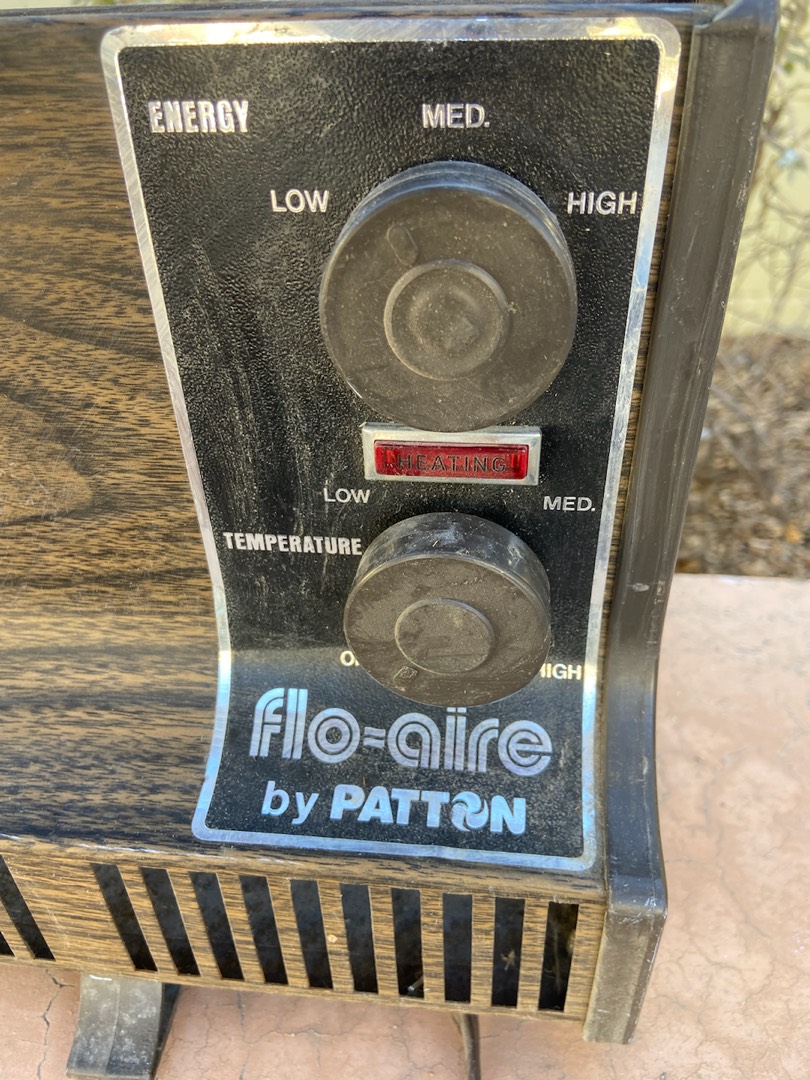 ENERGY
MED.
LOW
HIGH
HEATING
LOW
MED.
TEMPERATURE
HIGH
flo=aire
by PATTON